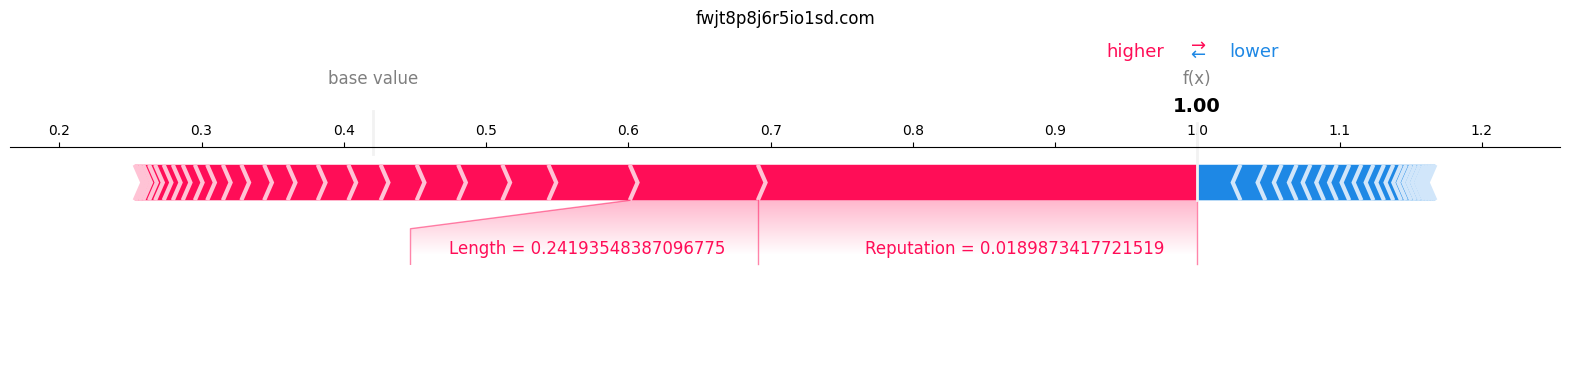 fwjt8p8j6r5io1sd.com
higher → ← lower
base value f(x)
1.00
0.2 0.3 0.4 0.5 0.6 0.7 0.8 0.9 1.0 1.1 1.2
Length = 0.24193548387096775 Reputation = 0.0189873417721519